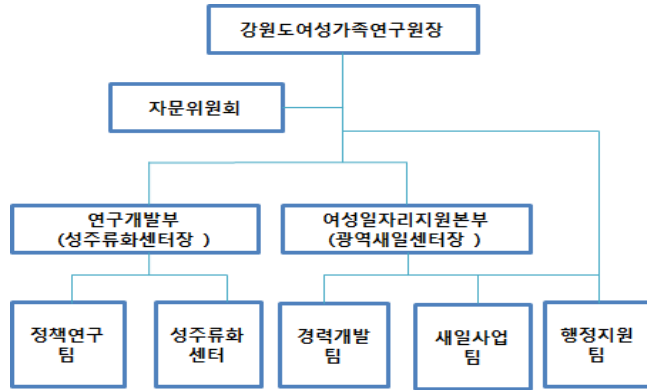 강원도여성가족연구원장
자문위원회
연구개발부
(성주류화센터장 )
여성일자리지원본부
(광역새일센터장 )
정책연구
팀
성주류화
센터
경력개발
팀
새일사업
팀
행정지원
팀